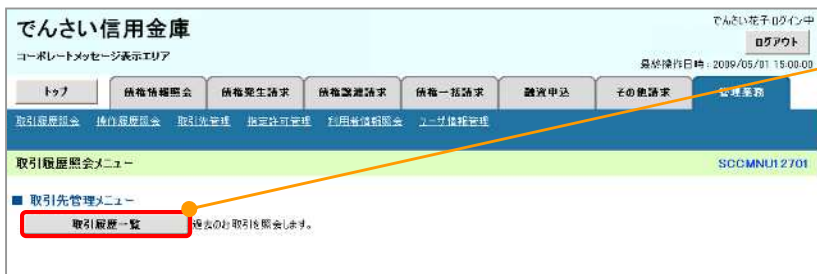 でんさい信用金庫
でんさい花子ログイン中
コーポレートメッセージ表示エリア
ログアウト
最終操作日時：2009/05/01 15:00:00
トップ 債権情報照会 債権発生請求 債権譲渡請求 債権一括請求 融資申込 その他請求 管理業務
取引履歴照会 操作履歴照会 取引先管理 指定許可管理 利用者情報照会 ユーザ情報管理
取引履歴照会メニュー SCCMNU12701
■ 取引先管理メニュー
取引履歴一覧 過去のお取引を照会します。